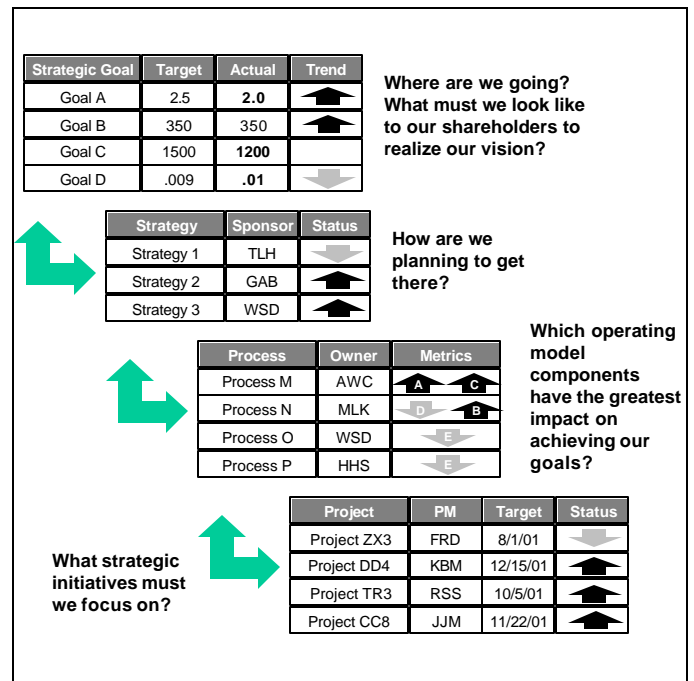 Strategic Goal Target Actual Trend
Goal A 2.5 2.0
Goal B 350 350
Goal C 1500 1200
Goal D .009 .01
Where are we going?
What must we look like
to our shareholders to
realize our vision?
Strategy Sponsor Status
Strategy 1 TLH
Strategy 2 GAB
Strategy 3 WSD
How are we
planning to get
there?
Process Owner Metrics
Process M AWC A C
Process N MLK D B
Process O WSD E
Process P HHS E
Which operating
model
components
have the greatest
impact on
achieving our
goals?
Project PM Target Status
Project ZX3 FRD 8/1/01
Project DD4 KBM 12/15/01
Project TR3 RSS 10/5/01
Project CC8 JJM 11/22/01
What strategic
initiatives must
we focus on?